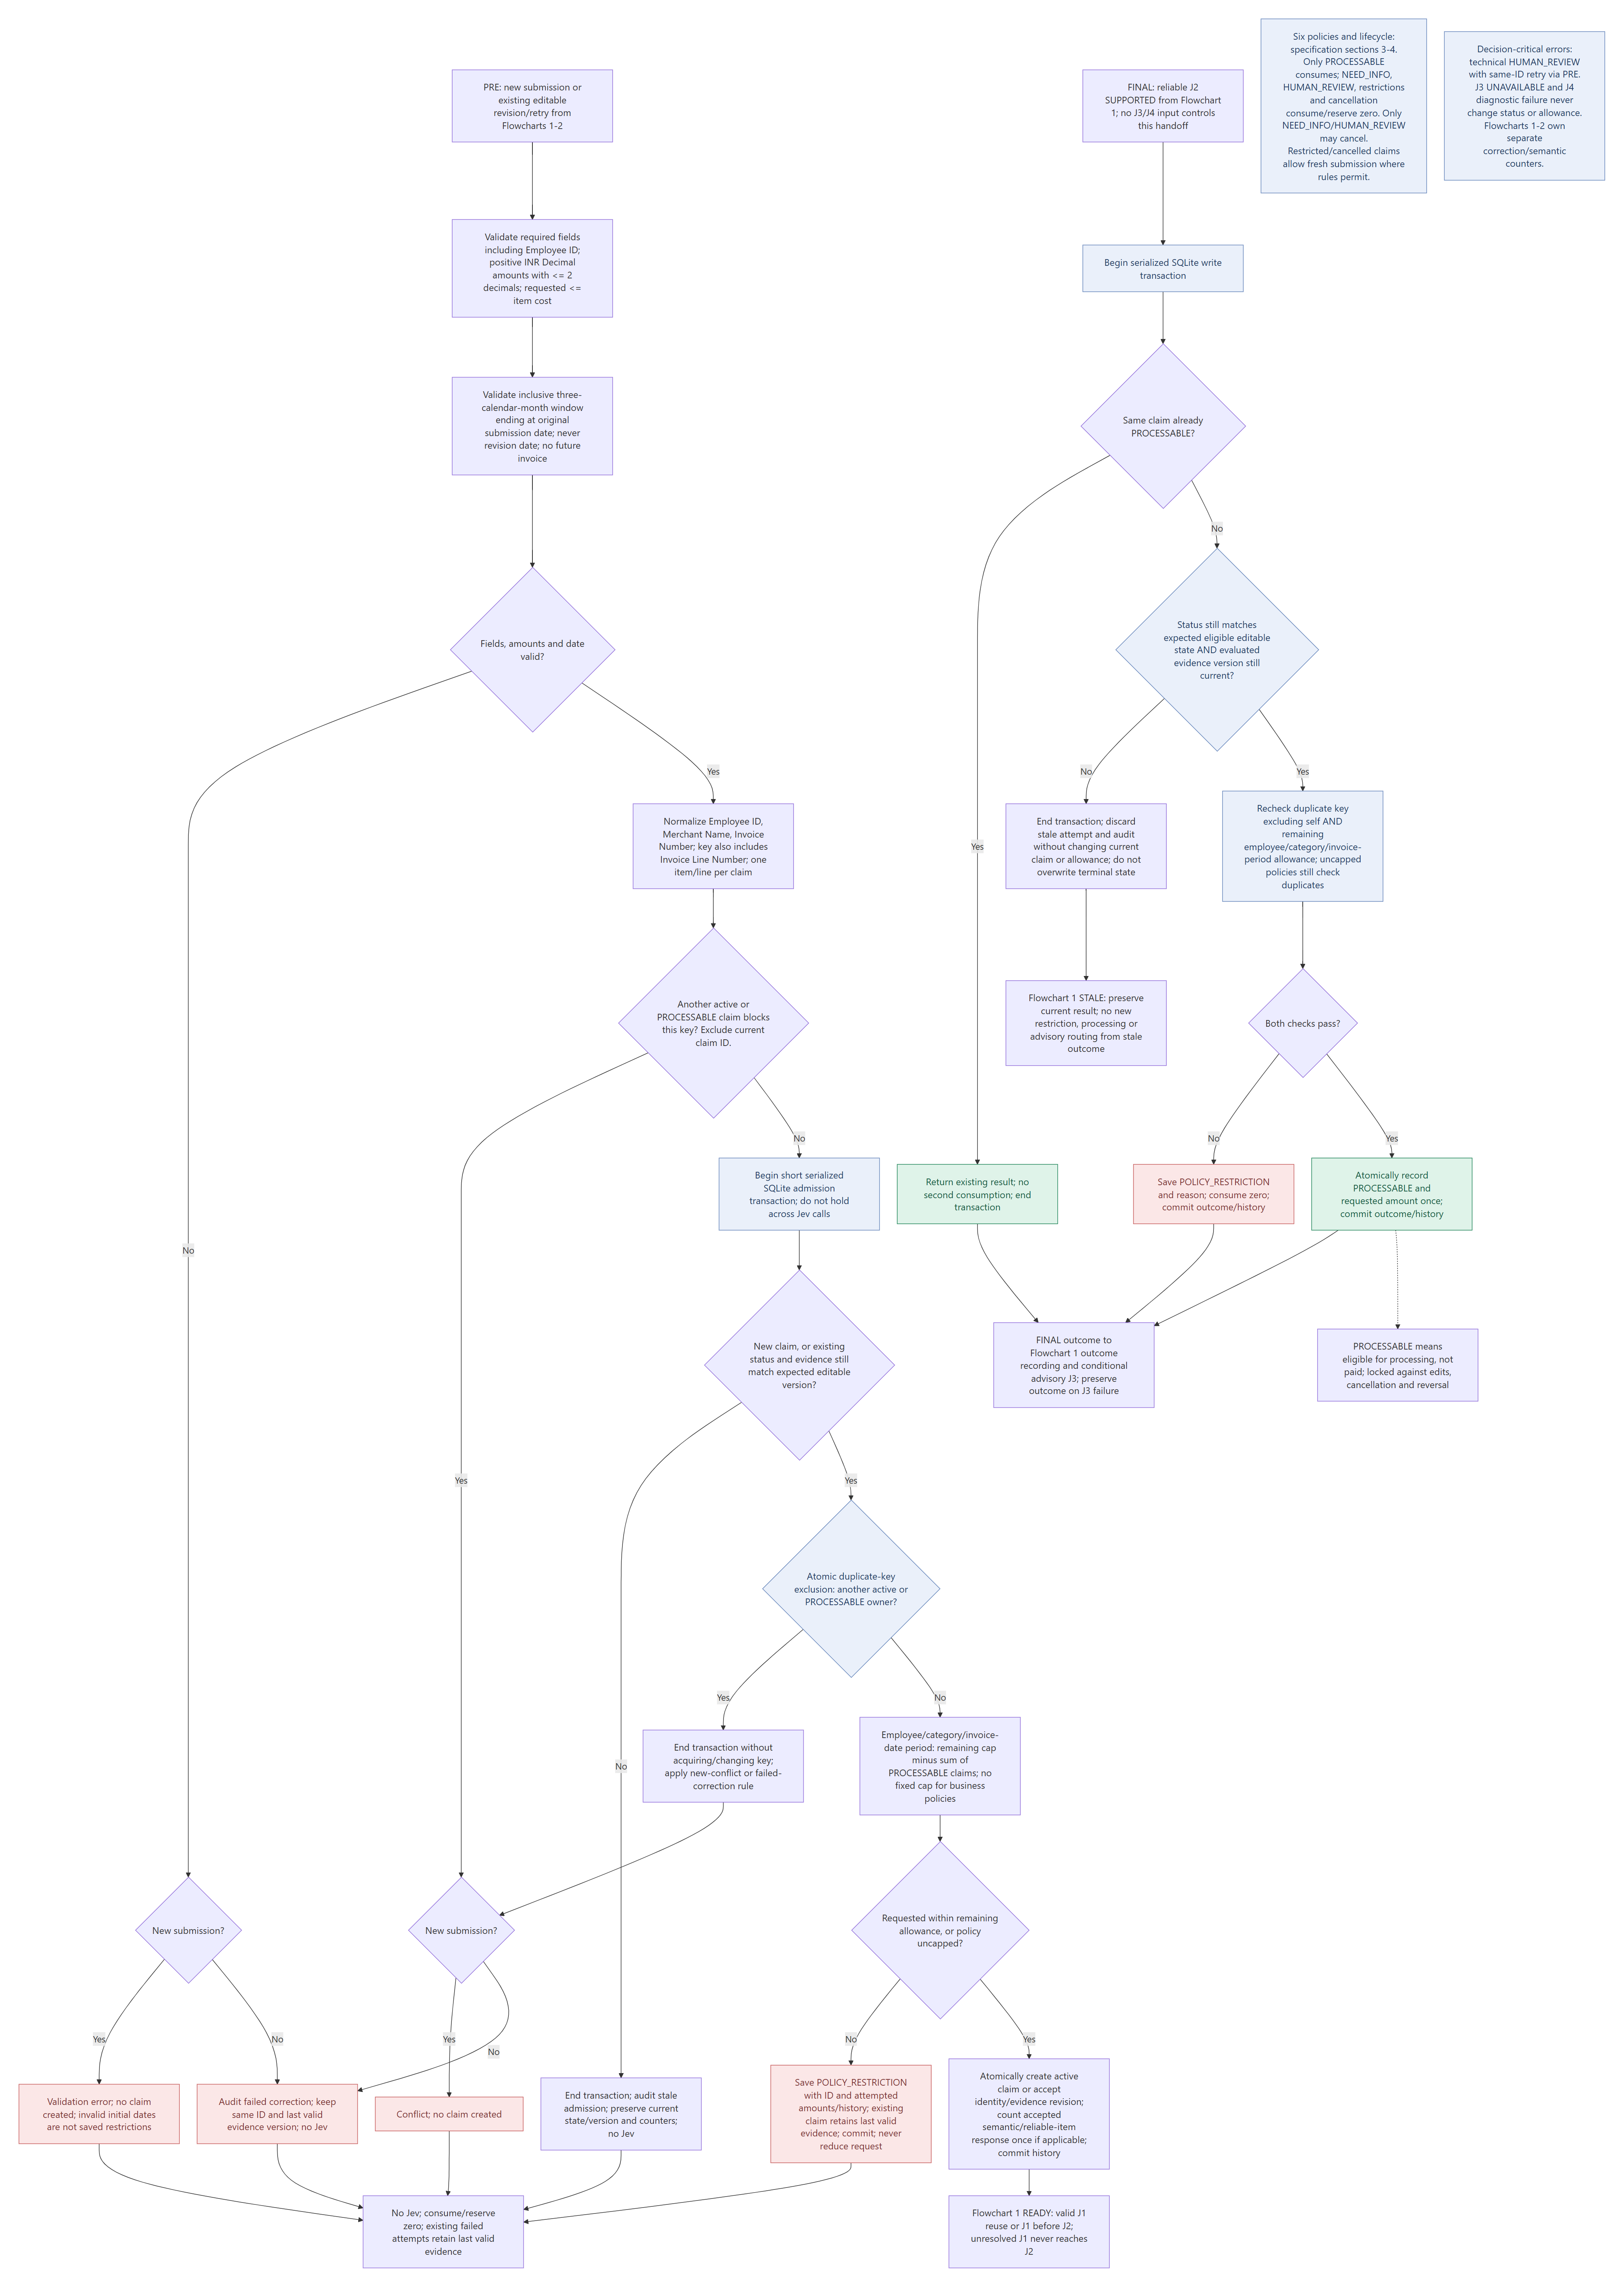 PRE: new submission or
existing editable
revision/retry from
Flowcharts 1-2
FINAL: reliable J2
SUPPORTED from Flowchart
1; no J3/J4 input controls
this handoff
Six policies and lifecycle:
specification sections 3-4.
Only PROCESSABLE
consumes; NEED_INFO,
HUMAN_REVIEW, restrictions
and cancellation
consume/reserve zero. Only
NEED_INFO/HUMAN_REVIEW
may cancel.
Restricted/cancelled claims
allow fresh submission where
rules permit.
Decision-critical errors:
technical HUMAN_REVIEW
with same-ID retry via PRE.
J3 UNAVAILABLE and J4
diagnostic failure never
change status or allowance.
Flowcharts 1-2 own
separate
correction/semantic
counters.
Validate required fields
including Employee ID;
positive INR Decimal
amounts with <= 2
decimals; requested <=
item cost
Begin serialized SQLite write
transaction
Validate inclusive three-
calendar-month window
ending at original
submission date; never
revision date; no future
invoice
Same claim already
PROCESSABLE?
No
Fields, amounts and date
valid?
Status still matches
expected eligible editable
state AND evaluated
evidence version still
current?
Yes
No
Yes
Normalize Employee ID,
Merchant Name, Invoice
Number; key also includes
Invoice Line Number; one
item/line per claim
Yes
End transaction; discard
stale attempt and audit
without changing current
claim or allowance; do not
overwrite terminal state
Recheck duplicate key
excluding self AND
remaining
employee/category/invoice-
period allowance; uncapped
policies still check
duplicates
Another active or
PROCESSABLE claim blocks
this key? Exclude current
claim ID.
Flowchart 1 STALE: preserve
current result; no new
restriction, processing or
advisory routing from stale
outcome
Both checks pass?
No
No
Yes
Begin short serialized
SQLite admission
transaction; do not hold
across Jev calls
Return existing result; no
second consumption; end
transaction
Save POLICY_RESTRICTION
and reason; consume zero;
commit outcome/history
Atomically record
PROCESSABLE and
requested amount once;
commit outcome/history
No
New claim, or existing
status and evidence still
match expected editable
version?
FINAL outcome to
Flowchart 1 outcome
recording and conditional
advisory J3; preserve
outcome on J3 failure
PROCESSABLE means
eligible for processing, not
paid; locked against edits,
cancellation and reversal
Yes
Yes
Atomic duplicate-key
exclusion: another active or
PROCESSABLE owner?
Yes
No
No
End transaction without
acquiring/changing key;
apply new-conflict or failed-
correction rule
Employee/category/invoice-
date period: remaining cap
minus sum of
PROCESSABLE claims; no
fixed cap for business
policies
New submission?
New submission?
Requested within remaining
allowance, or policy
uncapped?
Yes
No
Yes
No
No
Yes
Validation error; no claim
created; invalid initial dates
are not saved restrictions
Audit failed correction; keep
same ID and last valid
evidence version; no Jev
Conflict; no claim created
End transaction; audit stale
admission; preserve current
state/version and counters;
no Jev
Save POLICY_RESTRICTION
with ID and attempted
amounts/history; existing
claim retains last valid
evidence; commit; never
reduce request
Atomically create active
claim or accept
identity/evidence revision;
count accepted
semantic/reliable-item
response once if applicable;
commit history
No Jev; consume/reserve
zero; existing failed
attempts retain last valid
evidence
Flowchart 1 READY: valid J1
reuse or J1 before J2;
unresolved J1 never reaches
J2